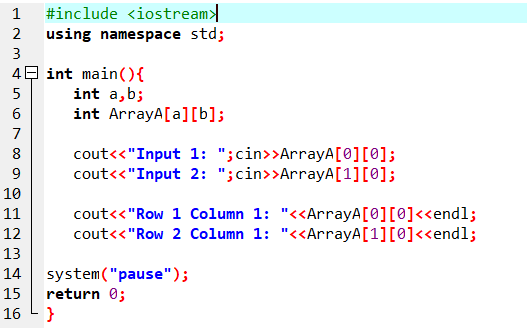 1 #include <iostream>
2 using namespace std;
3
4 int main(){
5 int a,b;
6 int ArrayA[a][b];
7
8 cout<<"Input 1: ";cin>>ArrayA[0][0];
9 cout<<"Input 2: ";cin>>ArrayA[1][0];
10
11 cout<<"Row 1 Column 1: "<<ArrayA[0][0]<<endl;
12 cout<<"Row 2 Column 1: "<<ArrayA[1][0]<<endl;
13
14 system("pause");
15 return 0;
16 }